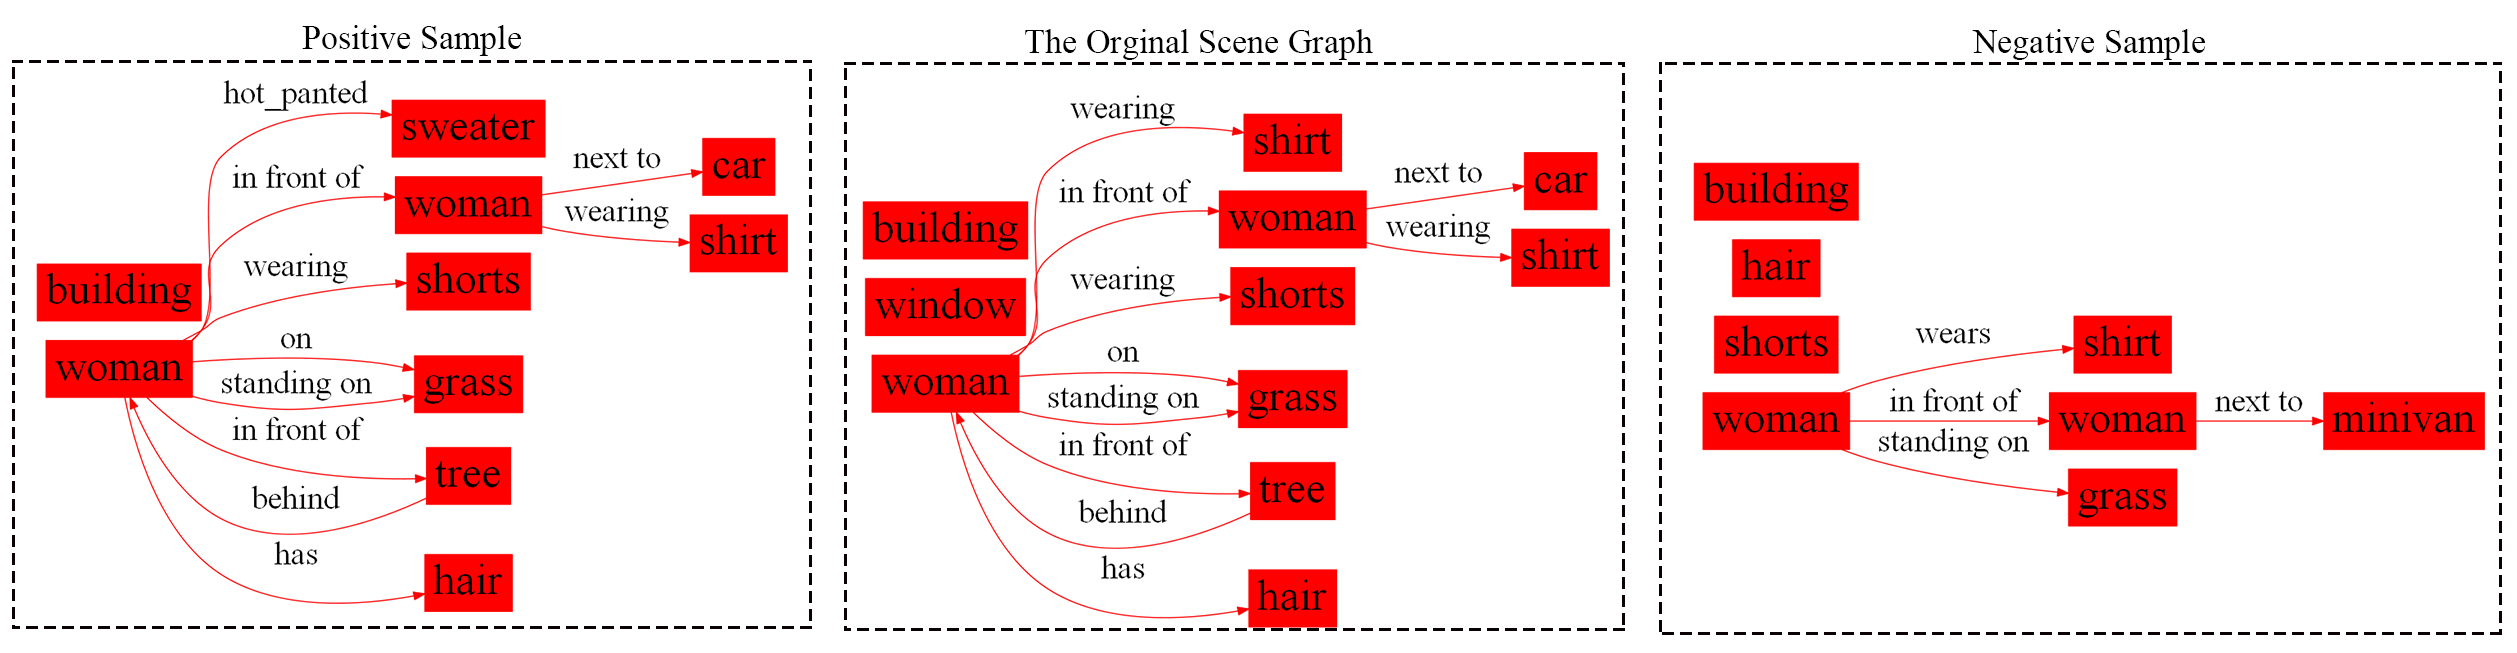 Positive Sample
hot_panted
sweater
in front of
woman
next to
car
wearing
shirt
wearing
shorts
building
woman
on
standing on
grass
in front of
tree
behind
has
hair
The Orginal Scene Graph
wearing
shirt
in front of
woman
next to
car
wearing
shirt
building
wearing
shorts
window
woman
on
standing on
grass
in front of
tree
behind
has
hair
Negative Sample
building
hair
shorts
wears
shirt
woman
in front of
woman
next to
minivan
standing on
grass